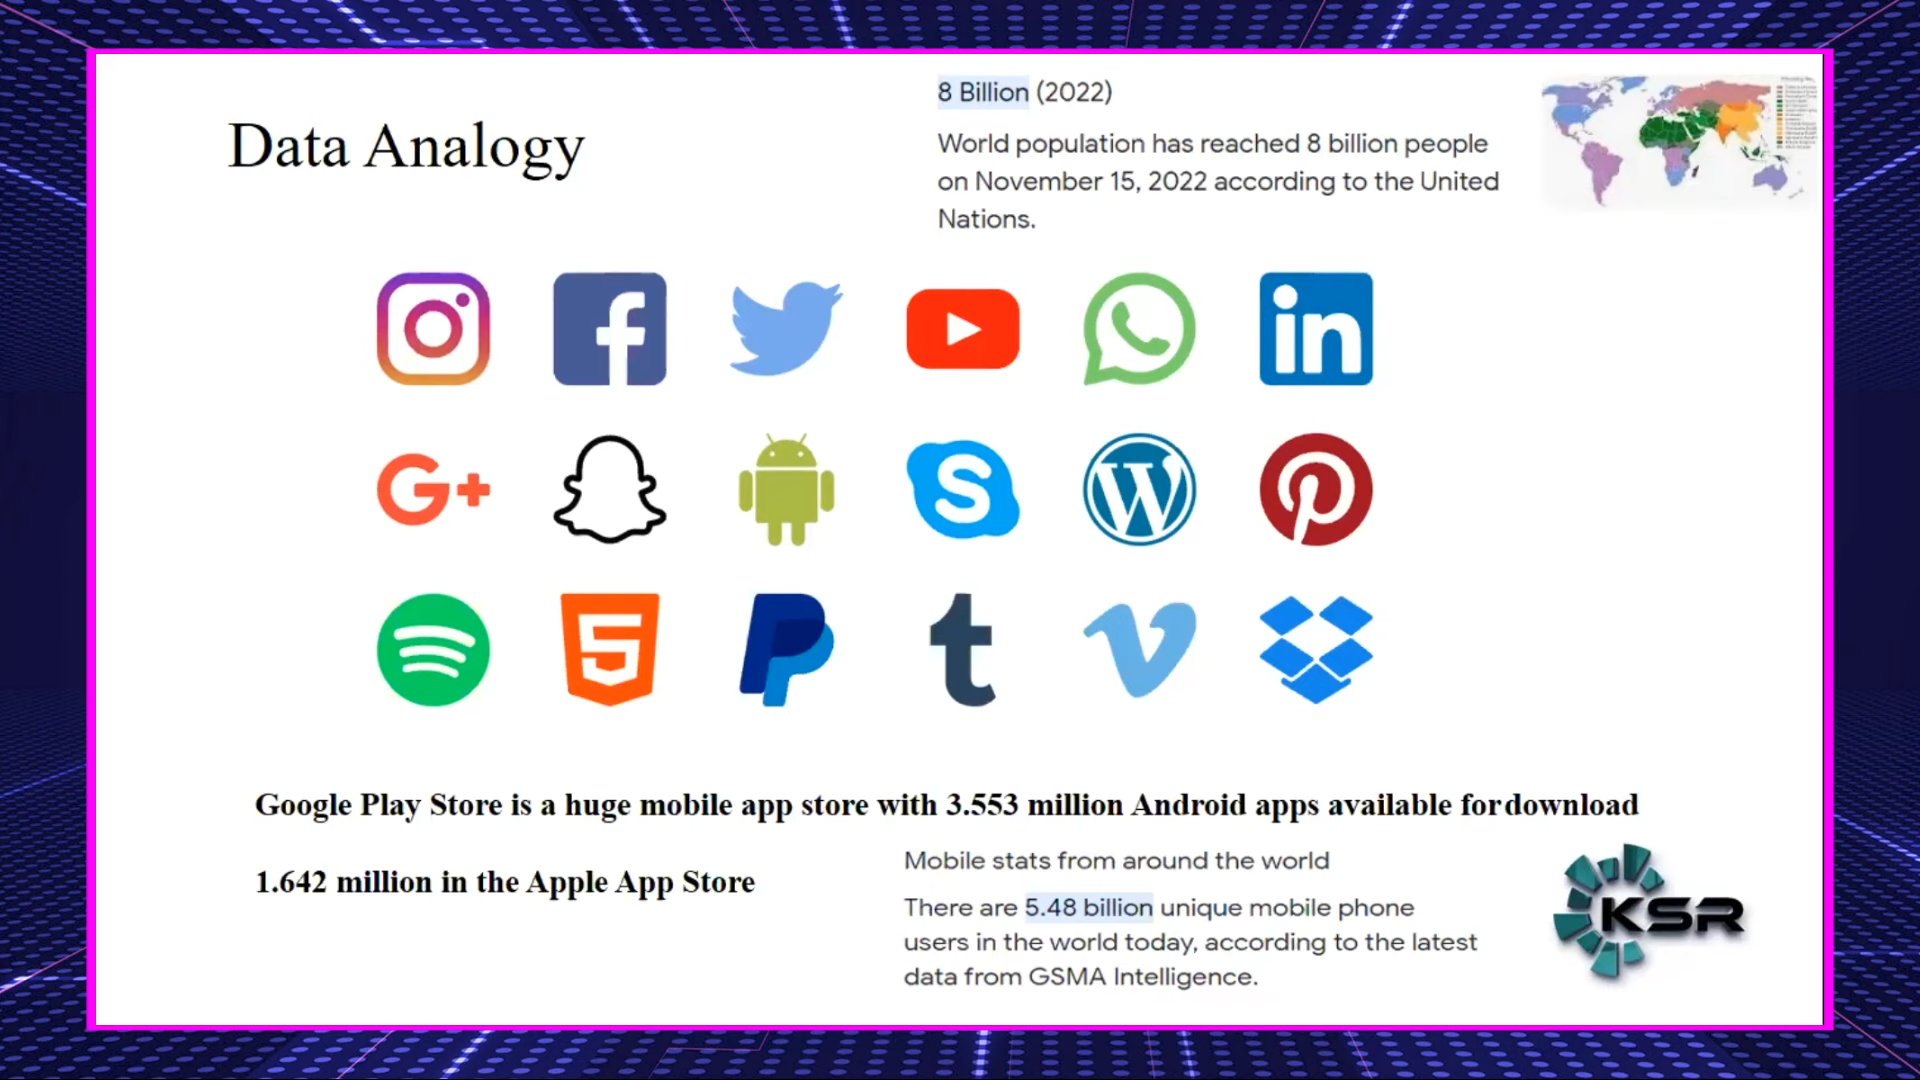 Data Analogy
8 Billion (2022)
World population has reached 8 billion people
on November 15, 2022 according to the United
Nations.
f
in
G+
S
W
P
5
P
t
v
Google Play Store is a huge mobile app store with 3.553 million Android apps available for download
1.642 million in the Apple App Store
Mobile stats from around the world
There are 5.48 billion unique mobile phone
users in the world today, according to the latest
data from GSMA Intelligence.
KSR